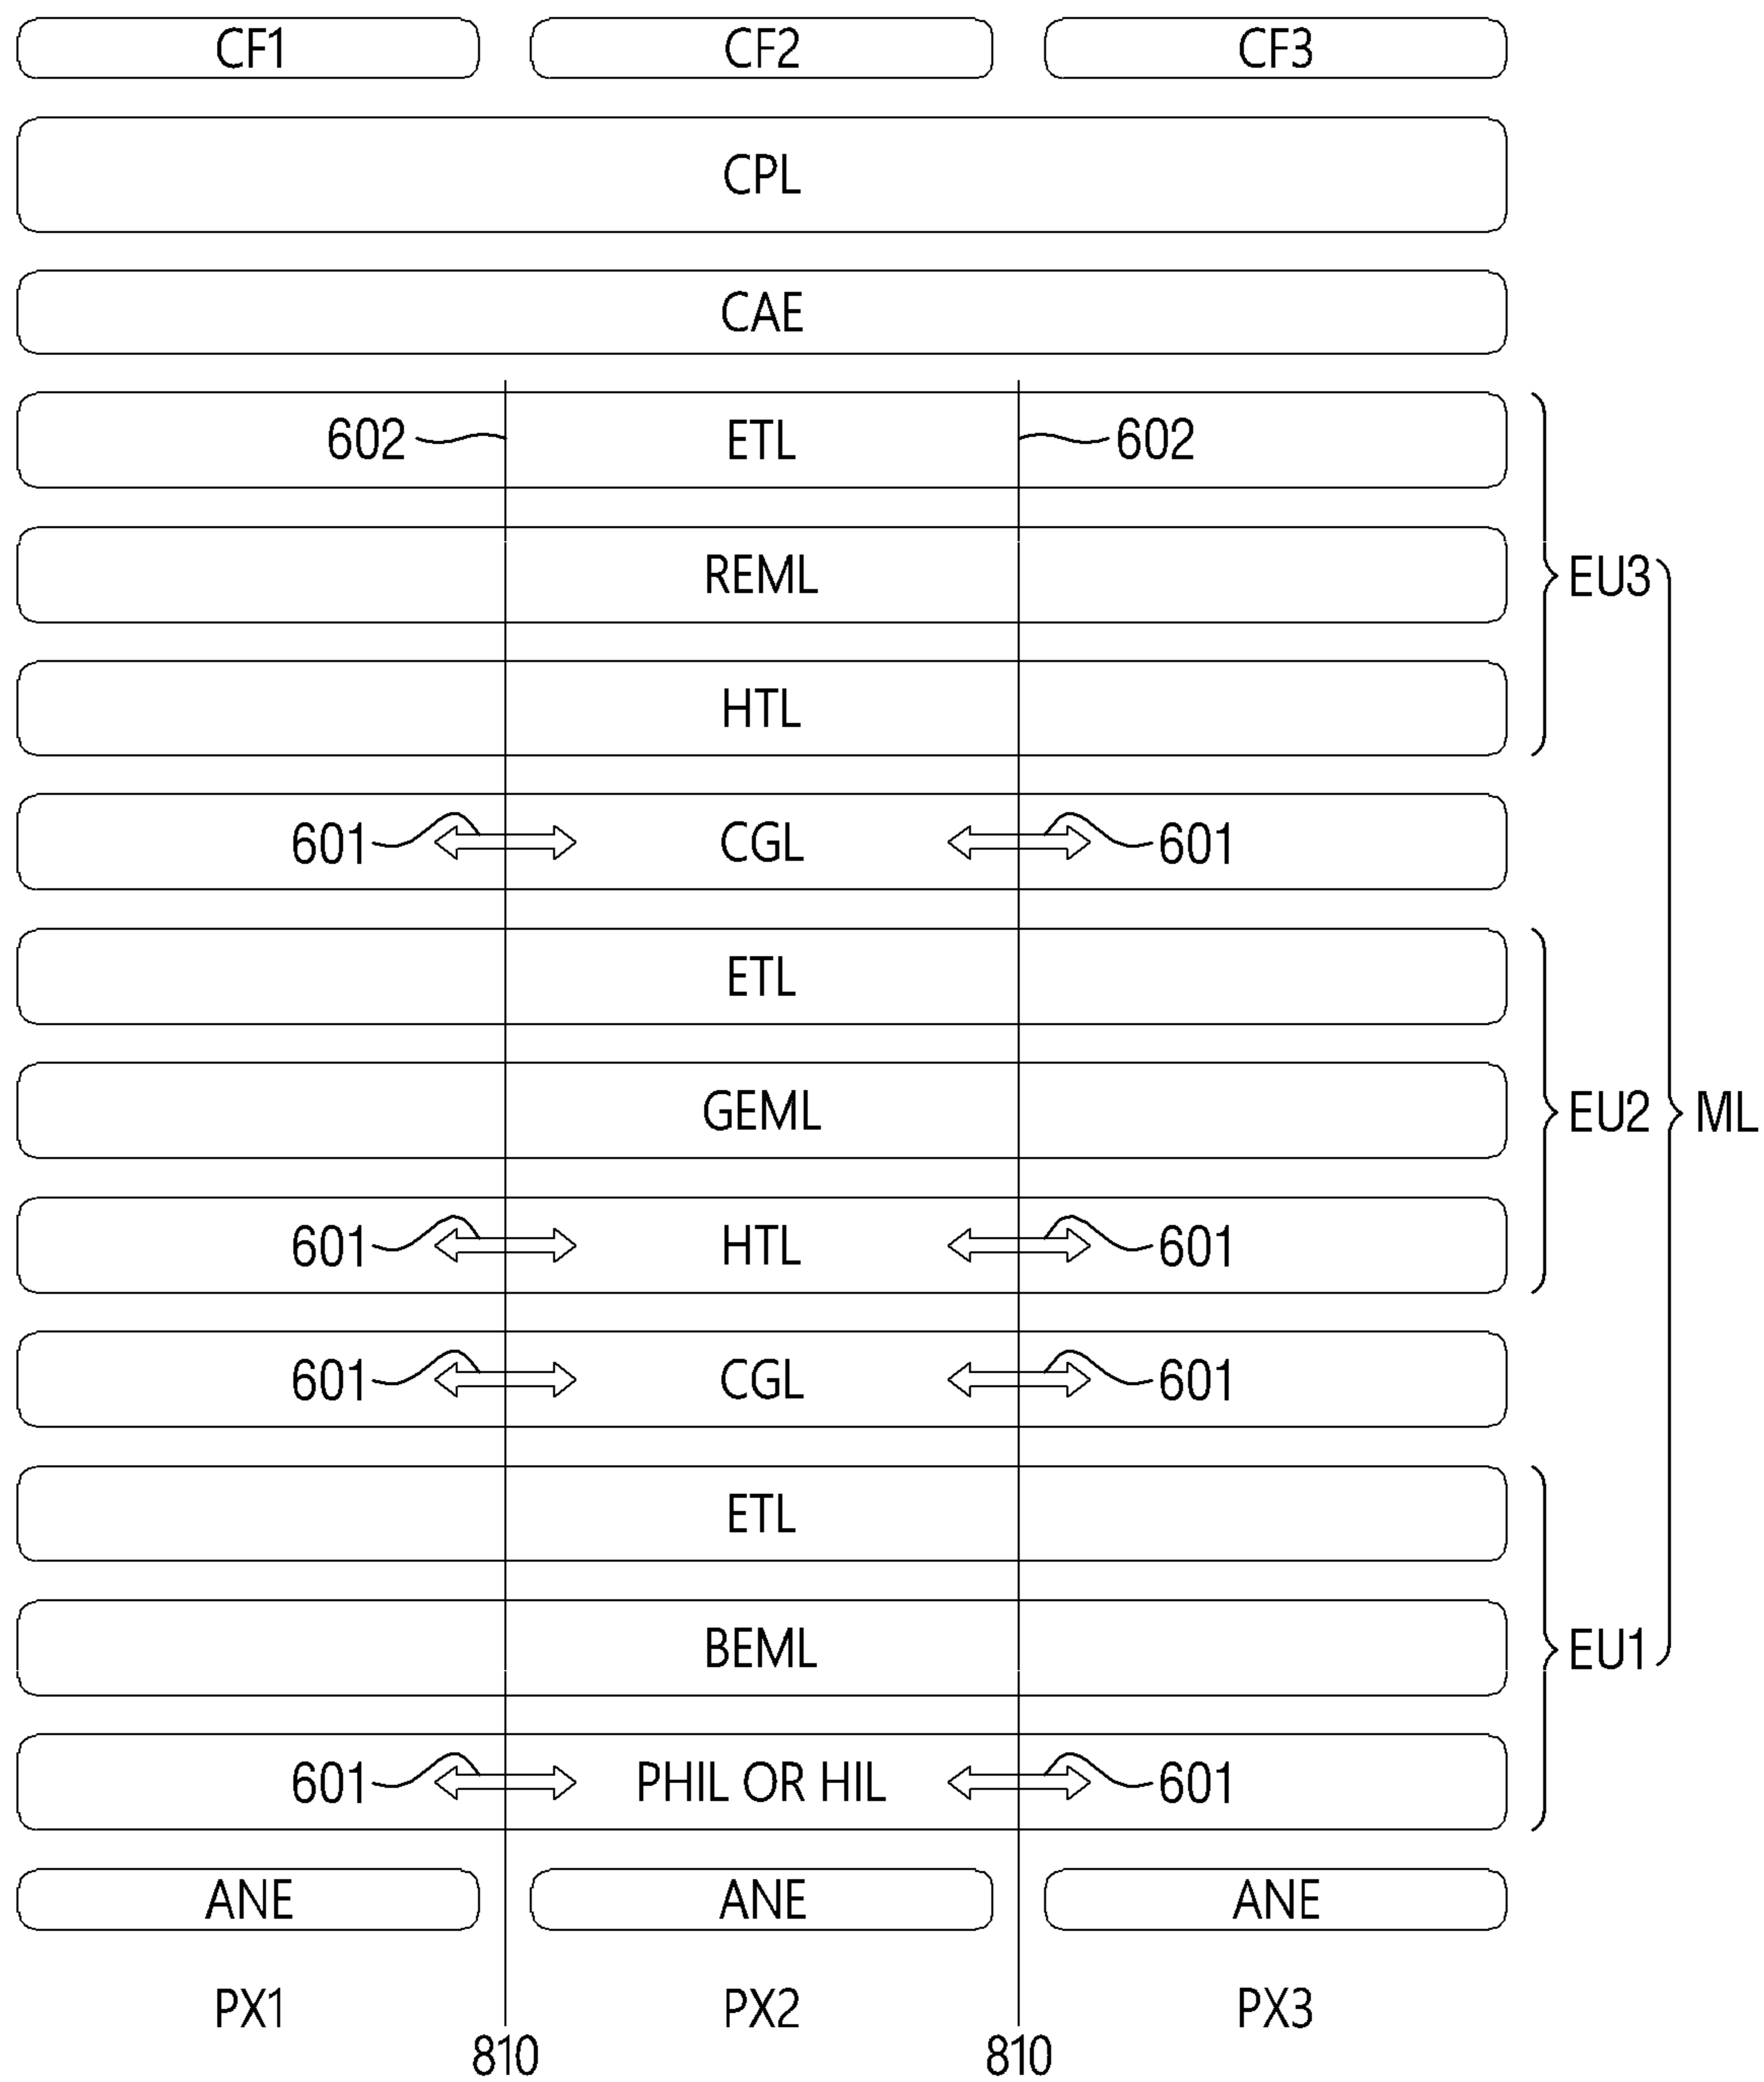 CF1 CF2 CF3
CPL
CAE
602 ETL 602
REML EU3
HTL
601 CGL 601
ETL
GEML EU2 ML
601 HTL 601
601 CGL 601
ETL
BEML EU1
601 PHIL OR HIL 601
ANE ANE ANE
PX1 PX2 PX3
810 810